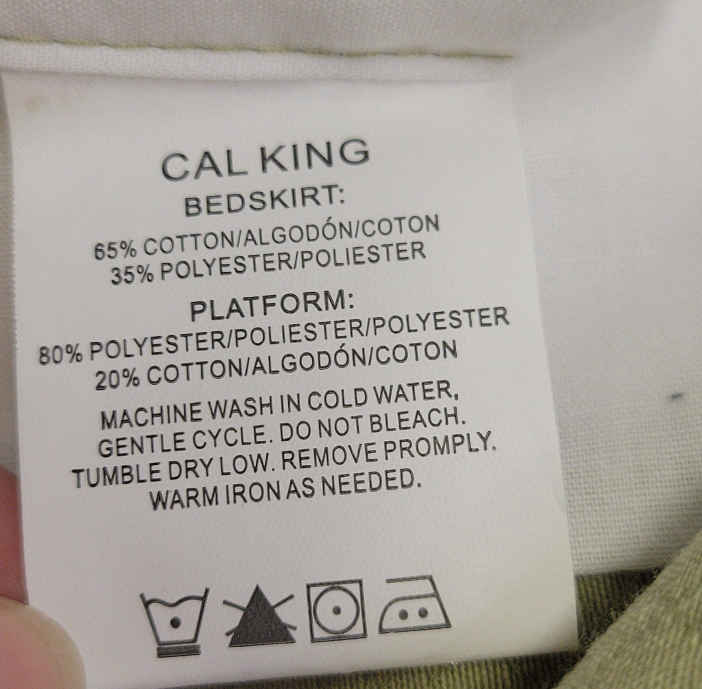 CAL KING
BEDSKIRT:
65% COTTON/ALGODÓN/COTON
35% POLYESTER/POLIESTER
PLATFORM:
80% POLYESTER/POLIESTER/POLYESTER
20% COTTON/ALGODÓN/COTON
MACHINE WASH IN COLD WATER,
GENTLE CYCLE. DO NOT BLEACH.
TUMBLE DRY LOW. REMOVE PROMPLY.
WARM IRON AS NEEDED.